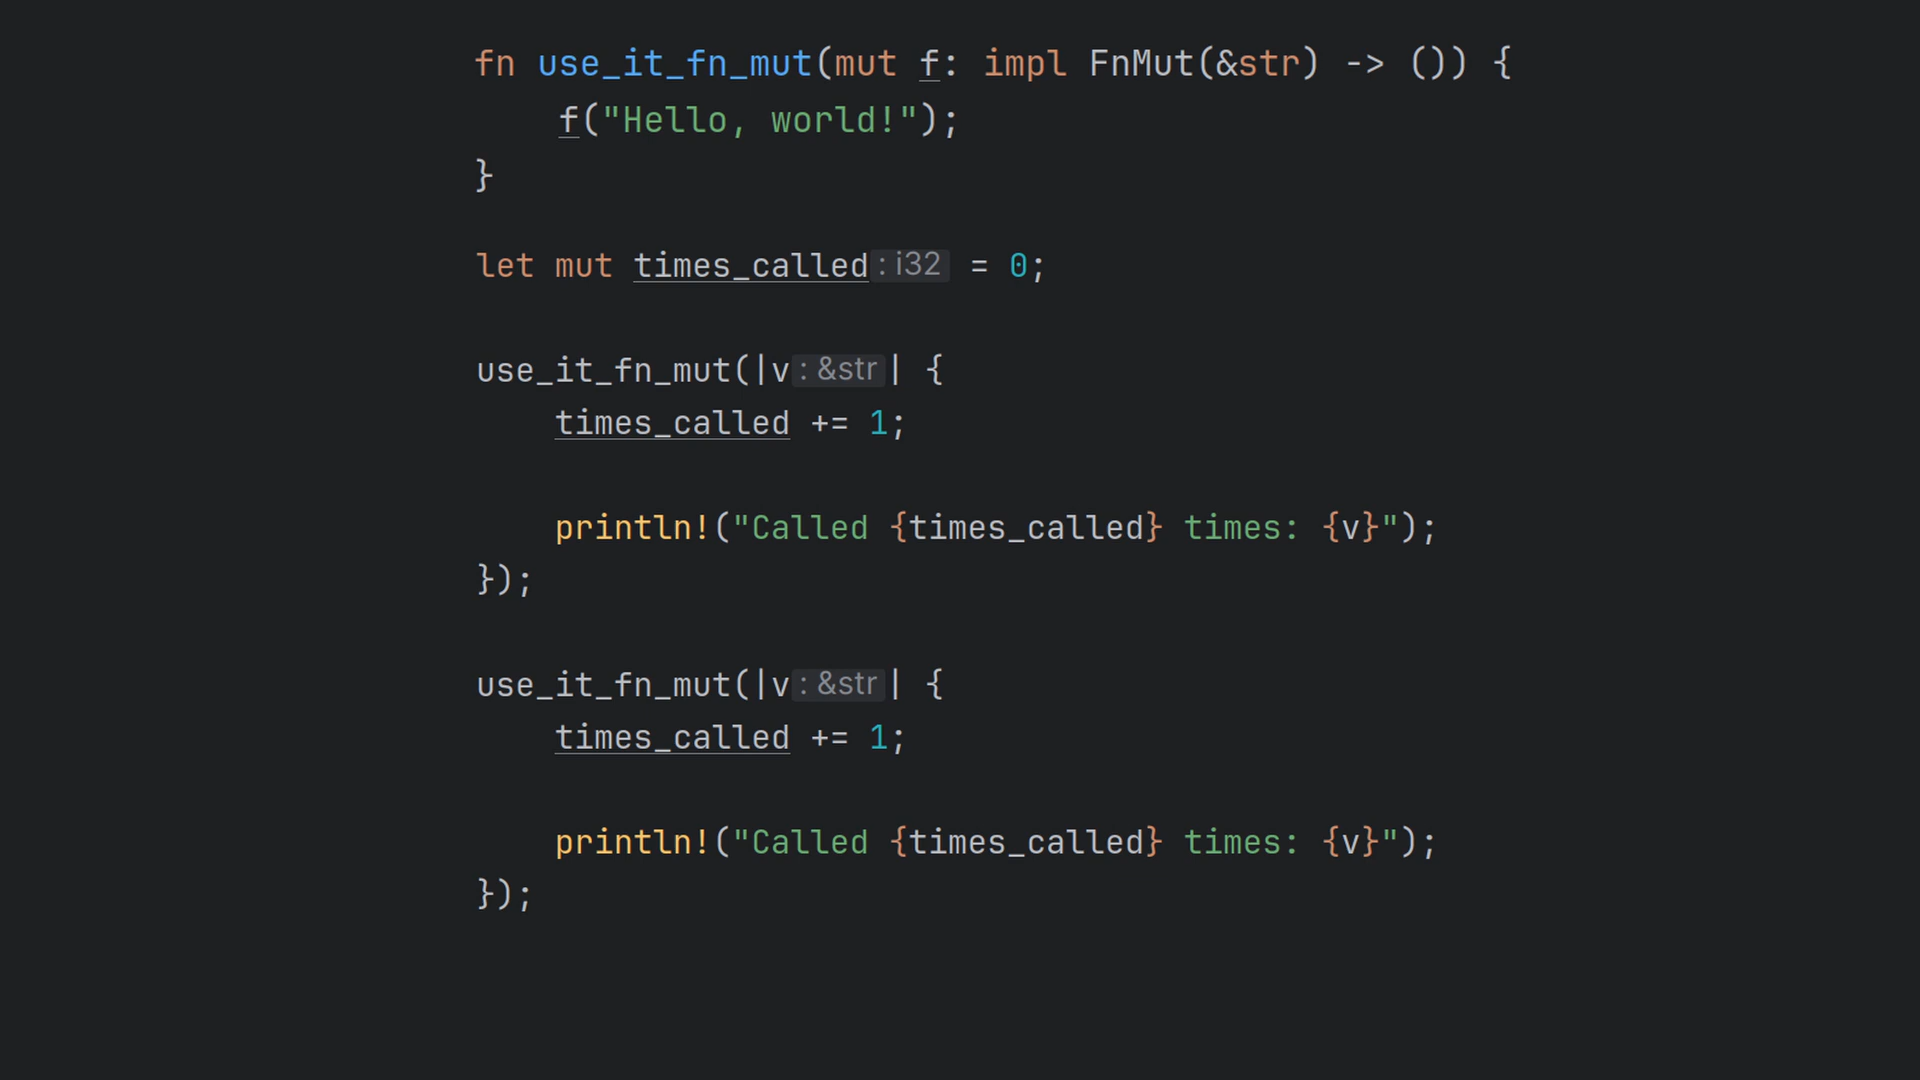 fn use_it_fn_mut(mut f: impl FnMut(&str) -> ()) {
f("Hello, world!");
}
let mut times_called: i32 = 0;
use_it_fn_mut(|v: &str| {
times_called += 1;
println!("Called {times_called} times: {v}");
});
use_it_fn_mut(|v: &str| {
times_called += 1;
println!("Called {times_called} times: {v}");
});